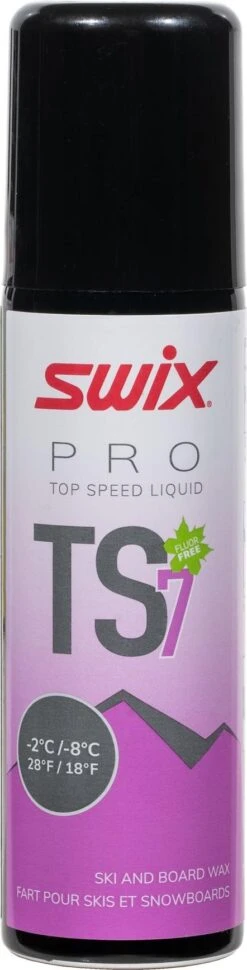 SWIX
PRO
TOP SPEED LIQUID
TS7
FLUOR
FREE
-2°C/-8°C
28°F/18°F
SKI AND BOARD WAX
FART POUR SKIS ET SNOWBOARDS